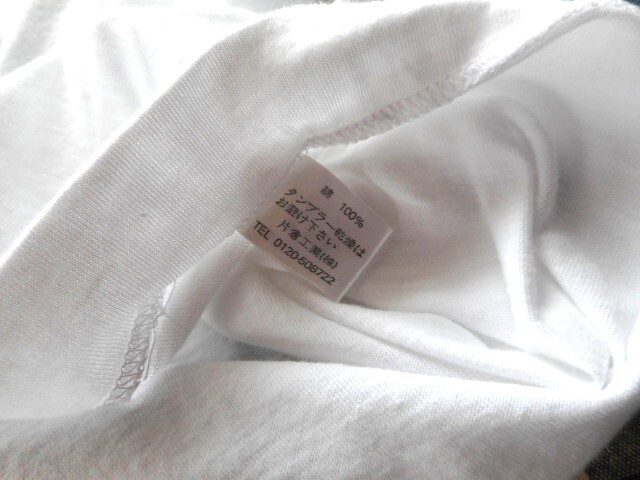 綿 100%
タンブラー乾燥は
お避け下さい
片倉工業(株)
TEL 0120-508722